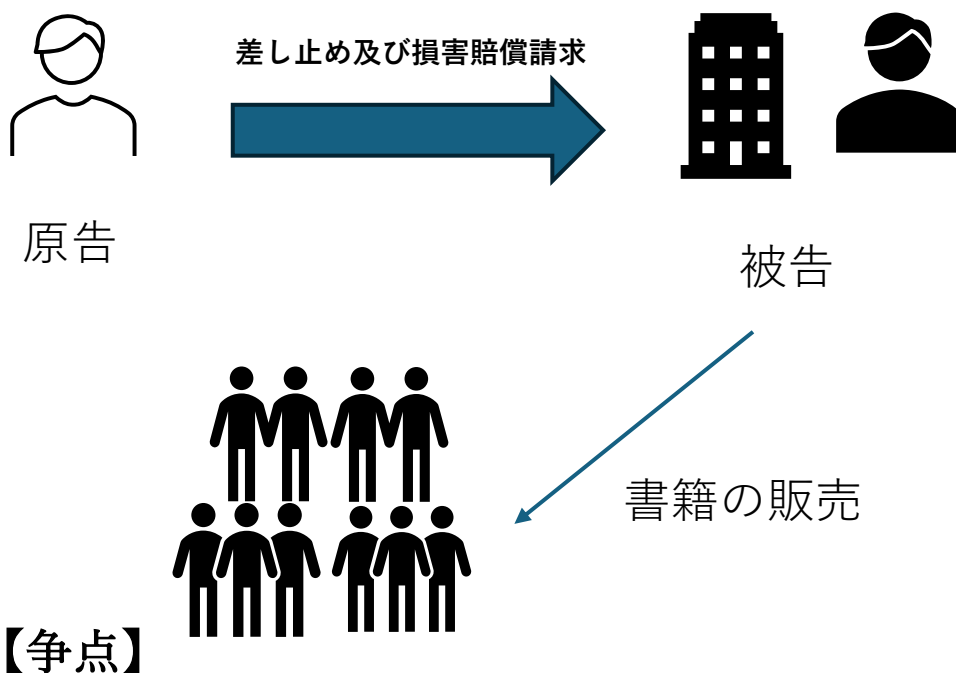 差し止め及び損害賠償請求
原告
被告
書籍の販売
【争点】